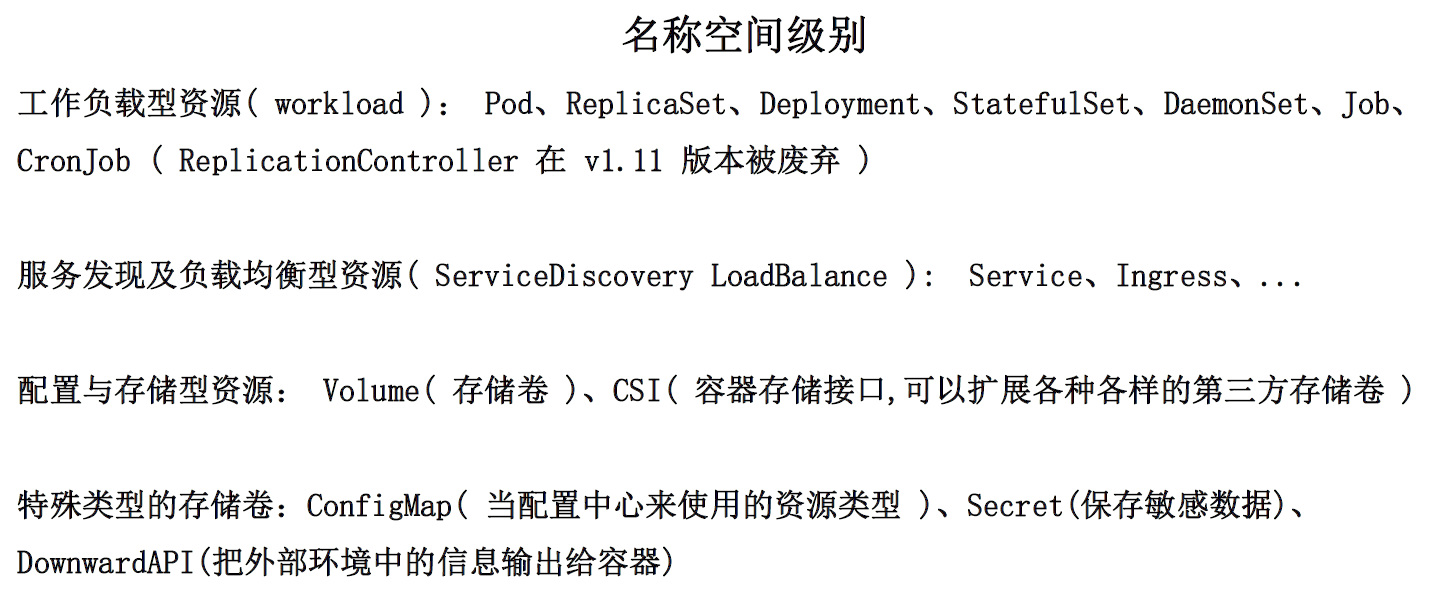 名称空间级别
工作负载型资源( workload ): Pod、ReplicaSet、Deployment、StatefulSet、DaemonSet、Job、
CronJob ( ReplicationController 在 v1.11 版本被废弃 )
服务发现及负载均衡型资源( ServiceDiscovery LoadBalance ): Service、Ingress、...
配置与存储型资源: Volume( 存储卷 )、CSI( 容器存储接口,可以扩展各种各样的第三方存储卷 )
特殊类型的存储卷:ConfigMap( 当配置中心来使用的资源类型 )、Secret(保存敏感数据)、
DownwardAPI(把外部环境中的信息输出给容器)